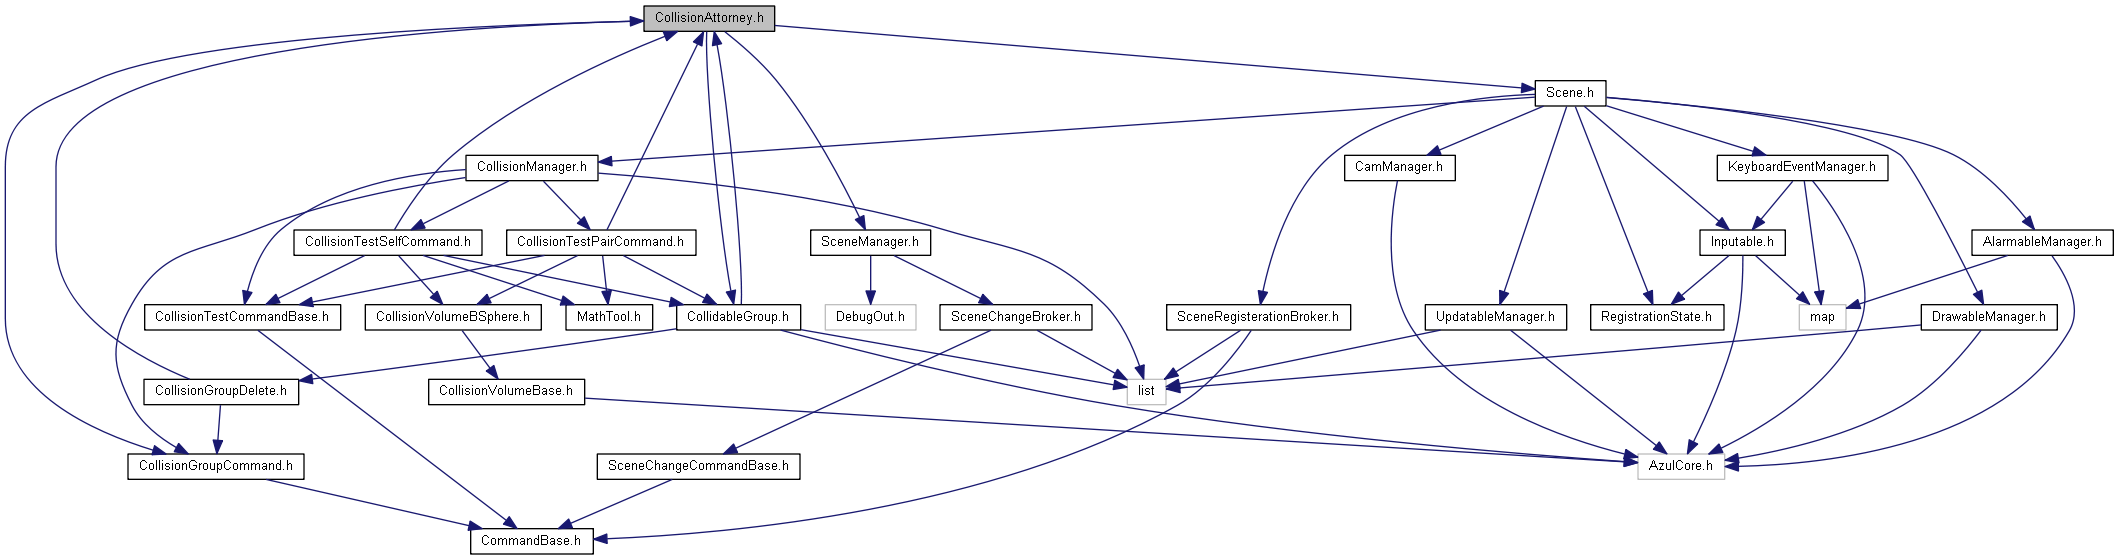 CollisionAttorney.h
Scene.h
CollisionManager.h
CamManager.h
KeyboardEventManager.h
CollisionTestSelfCommand.h
CollisionTestPairCommand.h
SceneManager.h
Inputable.h
AlarmableManager.h
CollisionTestCommandBase.h
CollisionVolumeBSphere.h
MathTool.h
CollidableGroup.h
DebugOut.h
SceneChangeBroker.h
SceneRegisterationBroker.h
UpdatableManager.h
RegistrationState.h
map
DrawableManager.h
CollisionGroupDelete.h
CollisionVolumeBase.h
list
CollisionGroupCommand.h
SceneChangeCommandBase.h
AzulCore.h
CommandBase.h